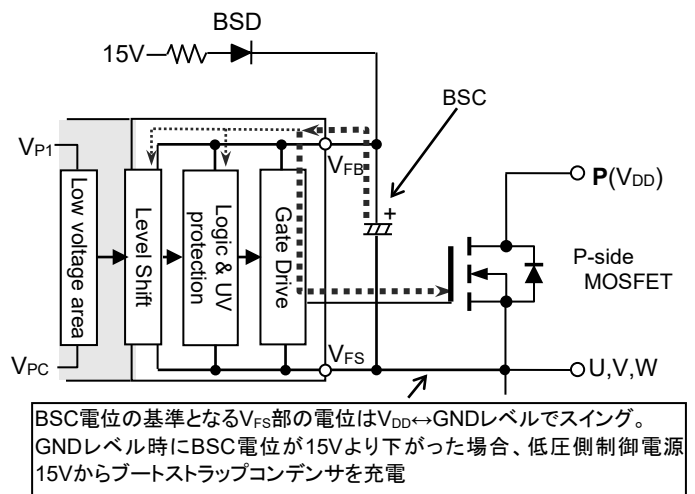 BSD
15V
BSC
VP1
VFB
P(VDD)
Low voltage area
Level Shift
Logic & UV
protection
Gate Drive
+
P-side
MOSFET
VPC
VFS
U,V,W
BSC電位の基準となるVFS部の電位はVDD↔GNDレベルでスイング。
GNDレベル時にBSC電位が15Vより下がった場合、低圧側制御電源
15Vからブートストラップコンデンサを充電